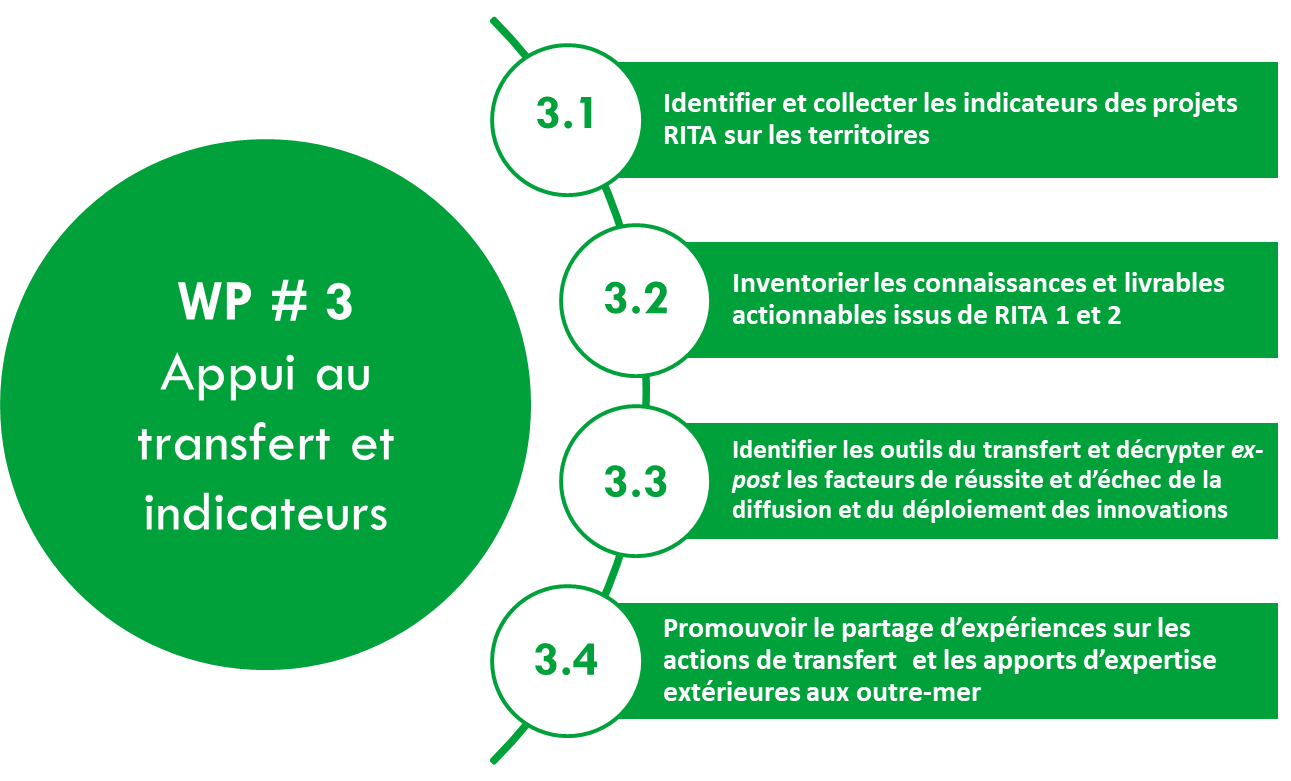 WP # 3
Appui au
transfert et
indicateurs
3.1
Identifier et collecter les indicateurs des projets
RITA sur les territoires
3.2
Inventorier les connaissances et livrables
actionnables issus de RITA 1 et 2
3.3
Identifier les outils du transfert et décrypter ex-
post les facteurs de réussite et d’échec de la
diffusion et du déploiement des innovations
3.4
Promouvoir le partage d’expériences sur les
actions de transfert et les apports d’expertise
extérieures aux outre-mer